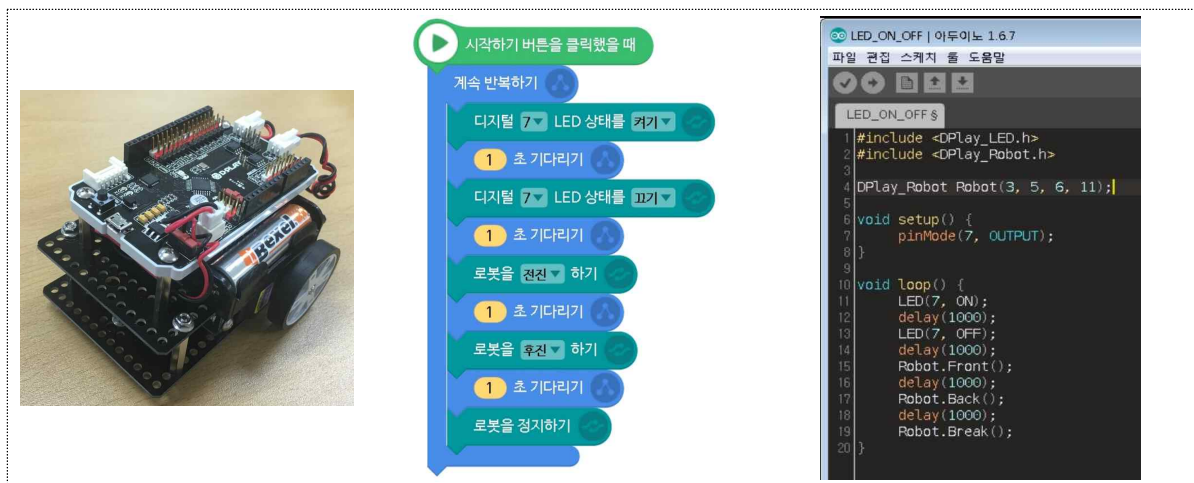 Bexel
시작하기 버튼을 클릭했을 때
계속 반복하기
디지털 7 LED 상태를 켜기
1 초 기다리기
디지털 7 LED 상태를 끄기
1 초 기다리기
로봇을 전진 하기
1 초 기다리기
로봇을 후진 하기
1 초 기다리기
로봇을 정지하기
LED_ON_OFF | 아두이노 1.6.7
파일 편집 스케치 툴 도움말
LED_ON_OFF §
1 #include <DPlay_LED.h>
2 #include <DPlay_Robot.h>
3
4 DPlay_Robot Robot(3, 5, 6, 11);
5
6 void setup() {
7 pinMode(7, OUTPUT);
8 }
9
10 void loop() {
11 LED(7, ON);
12 delay(1000);
13 LED(7, OFF);
14 delay(1000);
15 Robot.Front();
16 delay(1000);
17 Robot.Back();
18 delay(1000);
19 Robot.Break();
20 }